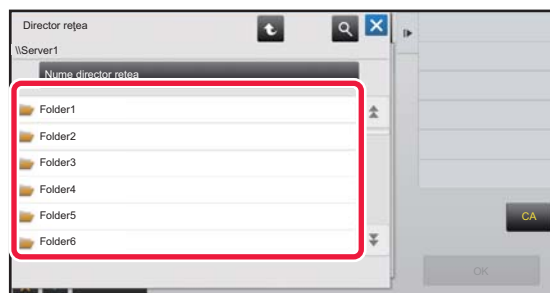 Director rețea
\\Server1
Nume director rețea
Folder1
Folder2
Folder3
Folder4
Folder5
Folder6
CA
OK